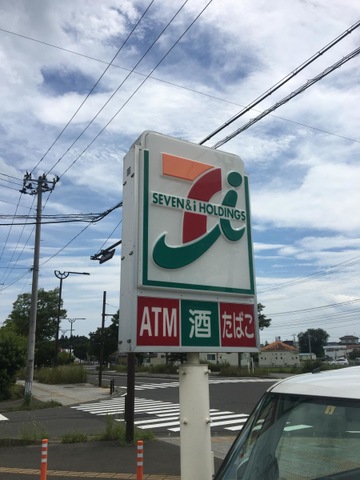 SEVEN&i HOLDINGS
ATM 酒 たばこ